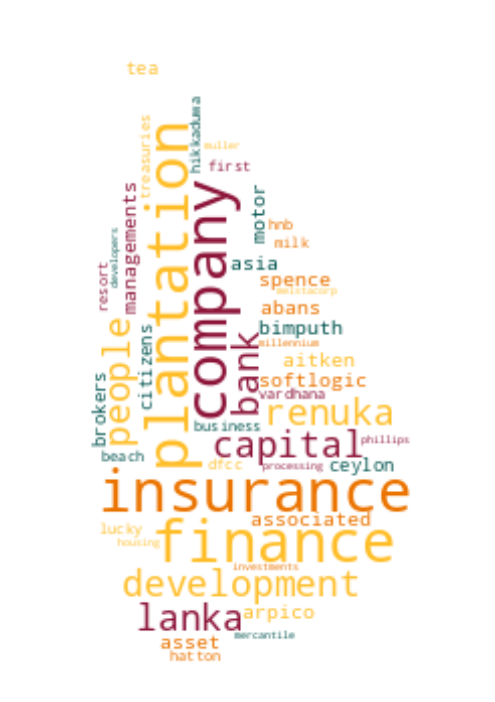 tea
hikkaduwa
treasuries
muller
first
plantation
company
managements
motor
hnb
milk
developers
resort
asia
spence
melstacorp
abans
people
citizens
bank
bimputh
millennium
aitken
brokers
softlogic
vardhana
renuka
business
capital
phillips
beach
dfcc
processing
ceylon
insurance
associated
lucky
finance
housing
investments
development
lanka
arpico
mercantile
asset
hatton